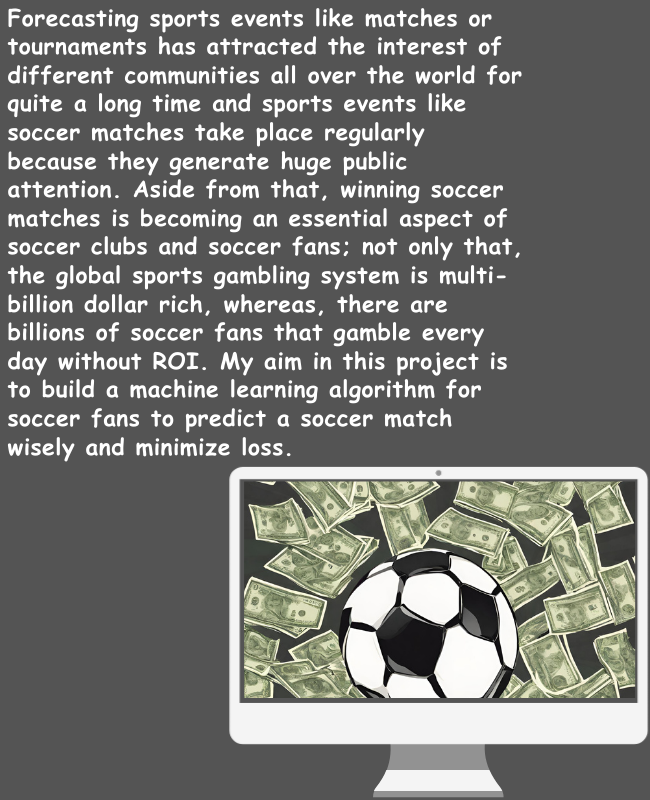 Forecasting sports events like matches or
tournaments has attracted the interest of
different communities all over the world for
quite a long time and sports events like
soccer matches take place regularly
because they generate huge public
attention. Aside from that, winning soccer
matches is becoming an essential aspect of
soccer clubs and soccer fans; not only that,
the global sports gambling system is multi-
billion dollar rich, whereas, there are
billions of soccer fans that gamble every
day without ROI. My aim in this project is
to build a machine learning algorithm for
soccer fans to predict a soccer match
wisely and minimize loss.